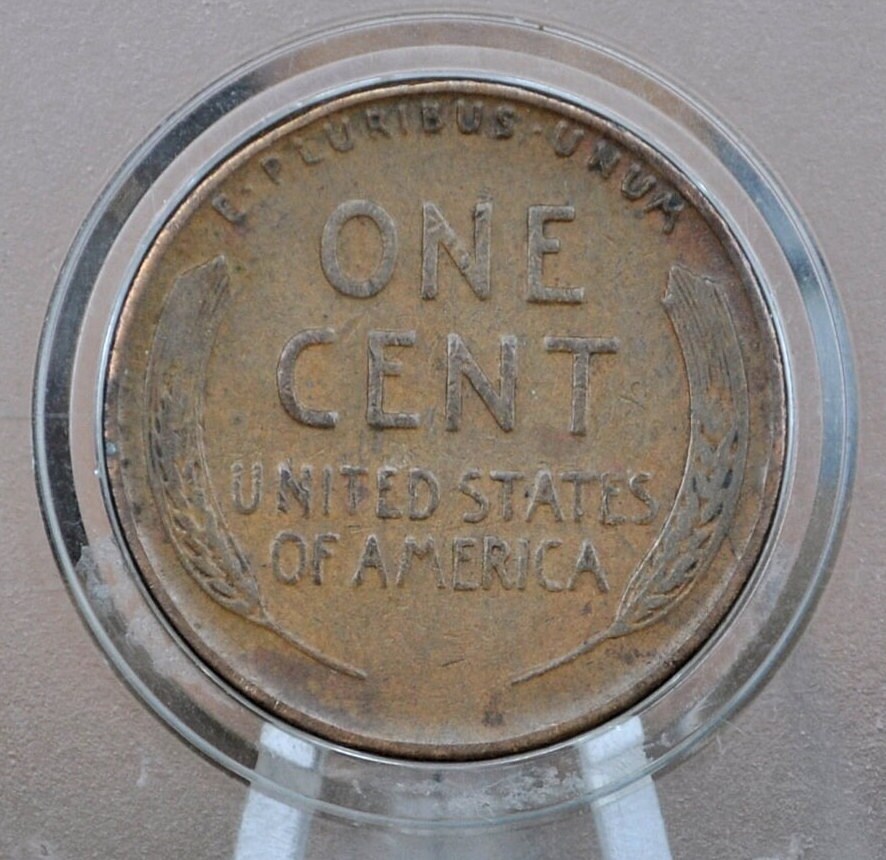 E·PLURIBUS·UNUM
ONE
CENT
UNITED STATES
OF AMERICA